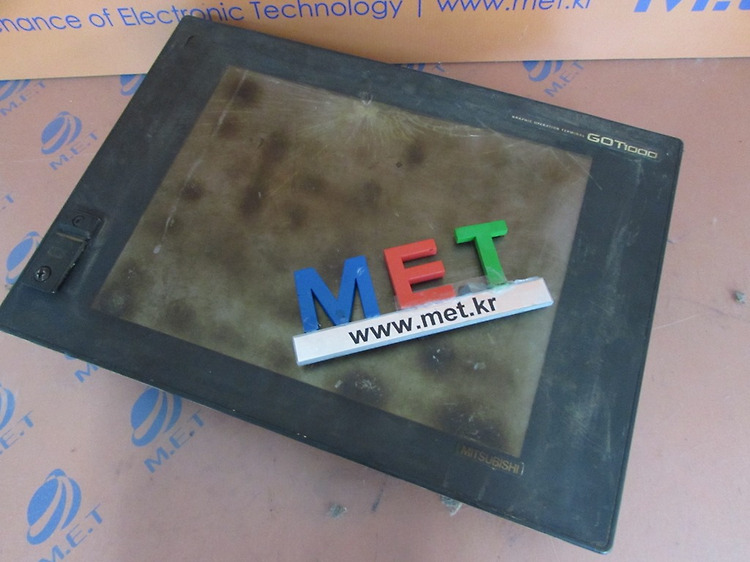 nance of Electronic Technology / www.met.kr
M.E.T
GRAPHIC OPERATION TERMINAL
GOT1000
MET
www.met.kr
MITSUBISHI
M.E.T
M.E.T
M.E.T
M.E.T